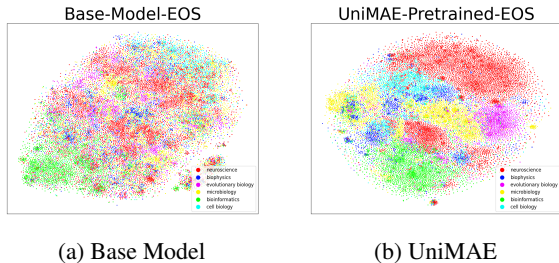 Base-Model-EOS
neuroscience
biophysics
evolutionary biology
microbiology
bioinformatics
cell biology
(a) Base Model
UniMAE-Pretrained-EOS
neuroscience
biophysics
evolutionary biology
microbiology
bioinformatics
cell biology
(b) UniMAE